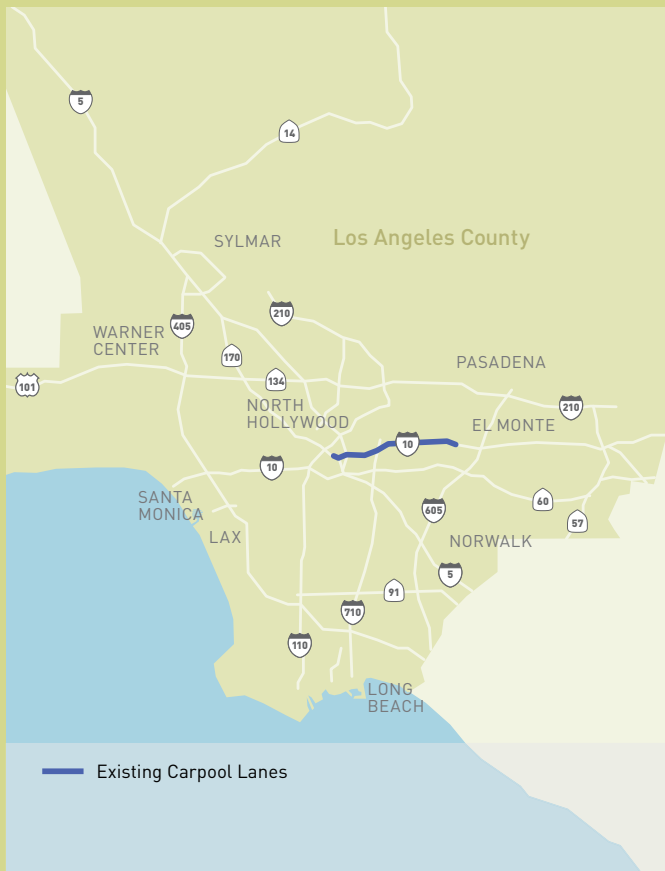 5
14
SYLMAR
Los Angeles County
210
405
WARNER
CENTER
170
PASADENA
134
101
NORTH
HOLLYWOOD
210
EL MONTE
10
10
SANTA
MONICA
60
605
57
LAX
NORWALK
5
91
710
110
LONG
BEACH
Existing Carpool Lanes